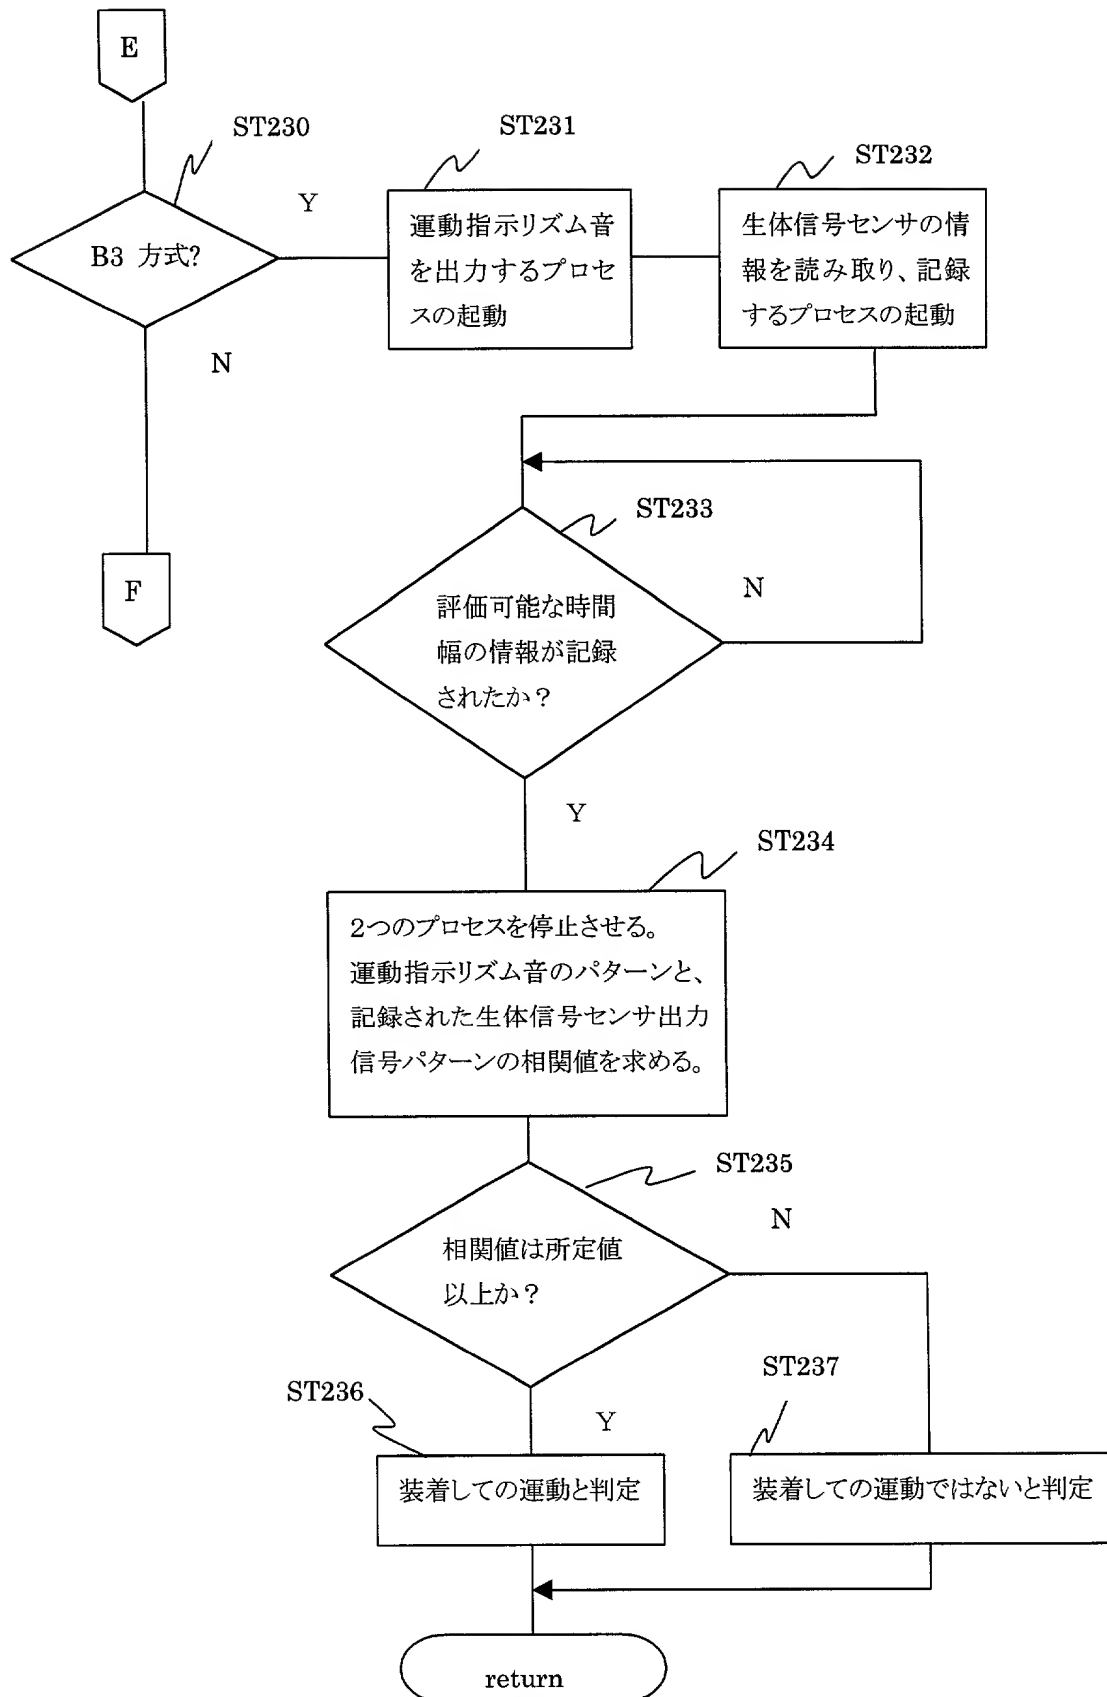 E
ST230
ST231
ST232
B3 方式?
Y
運動指示リズム音
を出力するプロセ
スの起動
生体信号センサの情
報を読み取り、記録
するプロセスの起動
N
F
ST233
評価可能な時間
幅の情報が記録
されたか？
N
Y
ST234
2つのプロセスを停止させる。
運動指示リズム音のパターンと、
記録された生体信号センサ出力
信号パターンの相関値を求める。
ST235
N
相関値は所定値
以上か？
ST236
Y
ST237
装着しての運動と判定
装着しての運動ではないと判定
return